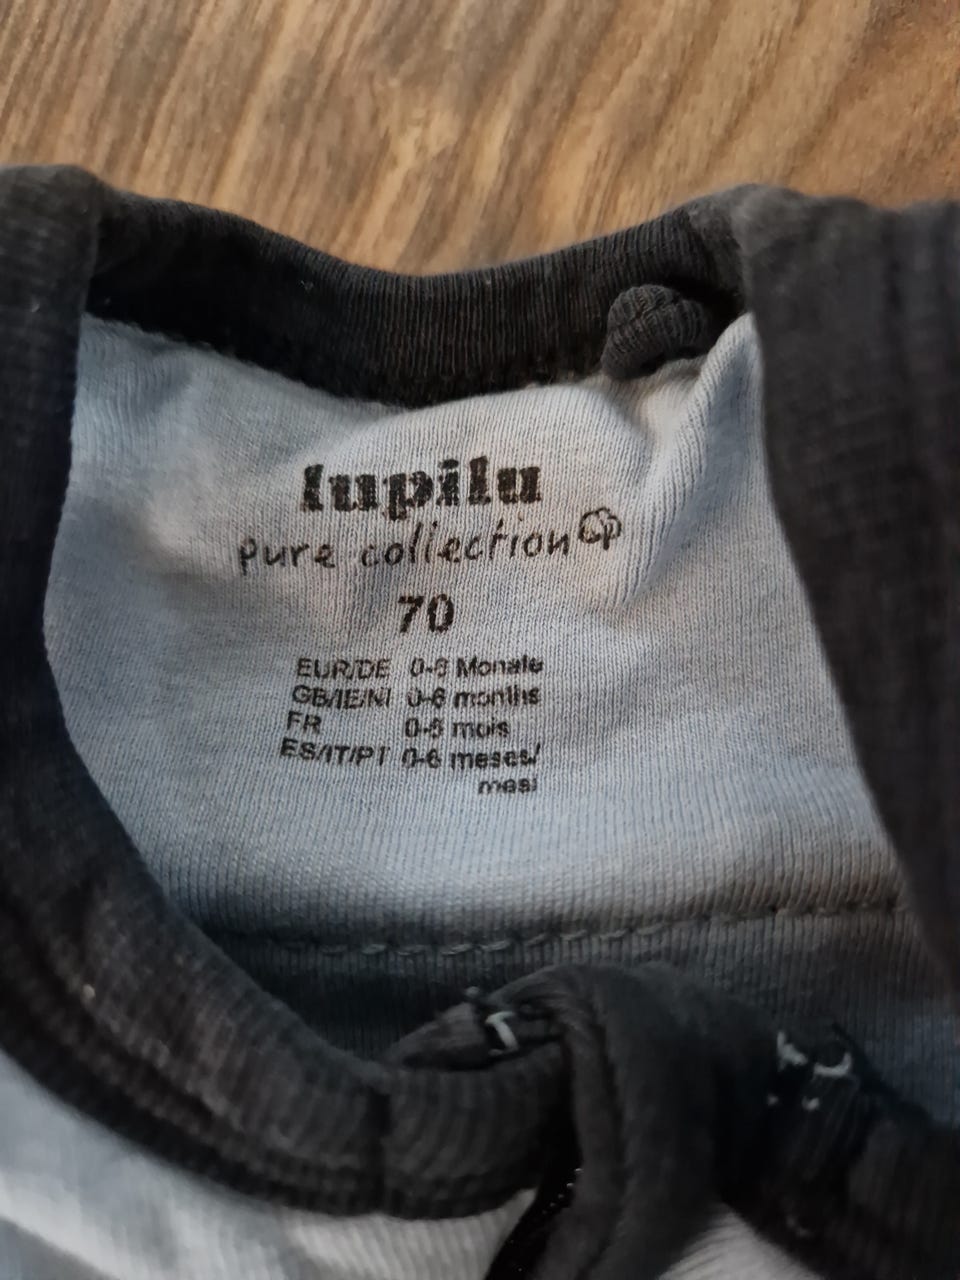 lupilu
pure collection
70
EUR/DE 0-6 Monate
GB/IE/NI 0-6 months
FR 0-6 mois
ES/IT/PT 0-6 meses/
mesi